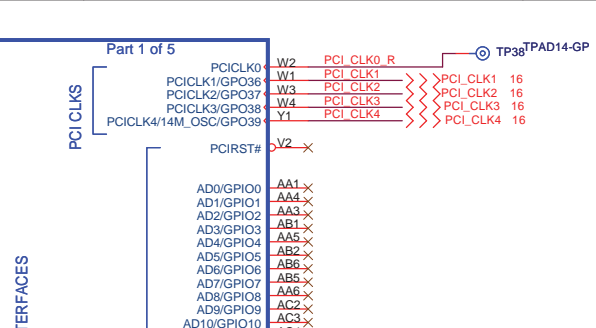 Part 1 of 5
PCI CLKS
PCICLK0 W2 PCI_CLK0_R TP38 TPAD14-GP
PCICLK1/GPO36 W1 PCI_CLK1 PCI_CLK1 16
PCICLK2/GPO37 W3 PCI_CLK2 PCI_CLK2 16
PCICLK3/GPO38 W4 PCI_CLK3 PCI_CLK3 16
PCICLK4/14M_OSC/GPO39 Y1 PCI_CLK4 PCI_CLK4 16
PCIRST# V2
TERFACES
AD0/GPIO0 AA1
AD1/GPIO1 AA4
AD2/GPIO2 AA3
AD3/GPIO3 AB1
AD4/GPIO4 AA5
AD5/GPIO5 AB2
AD6/GPIO6 AB6
AD7/GPIO7 AB5
AD8/GPIO8 AA6
AD9/GPIO9 AC2
AD10/GPIO10 AC3